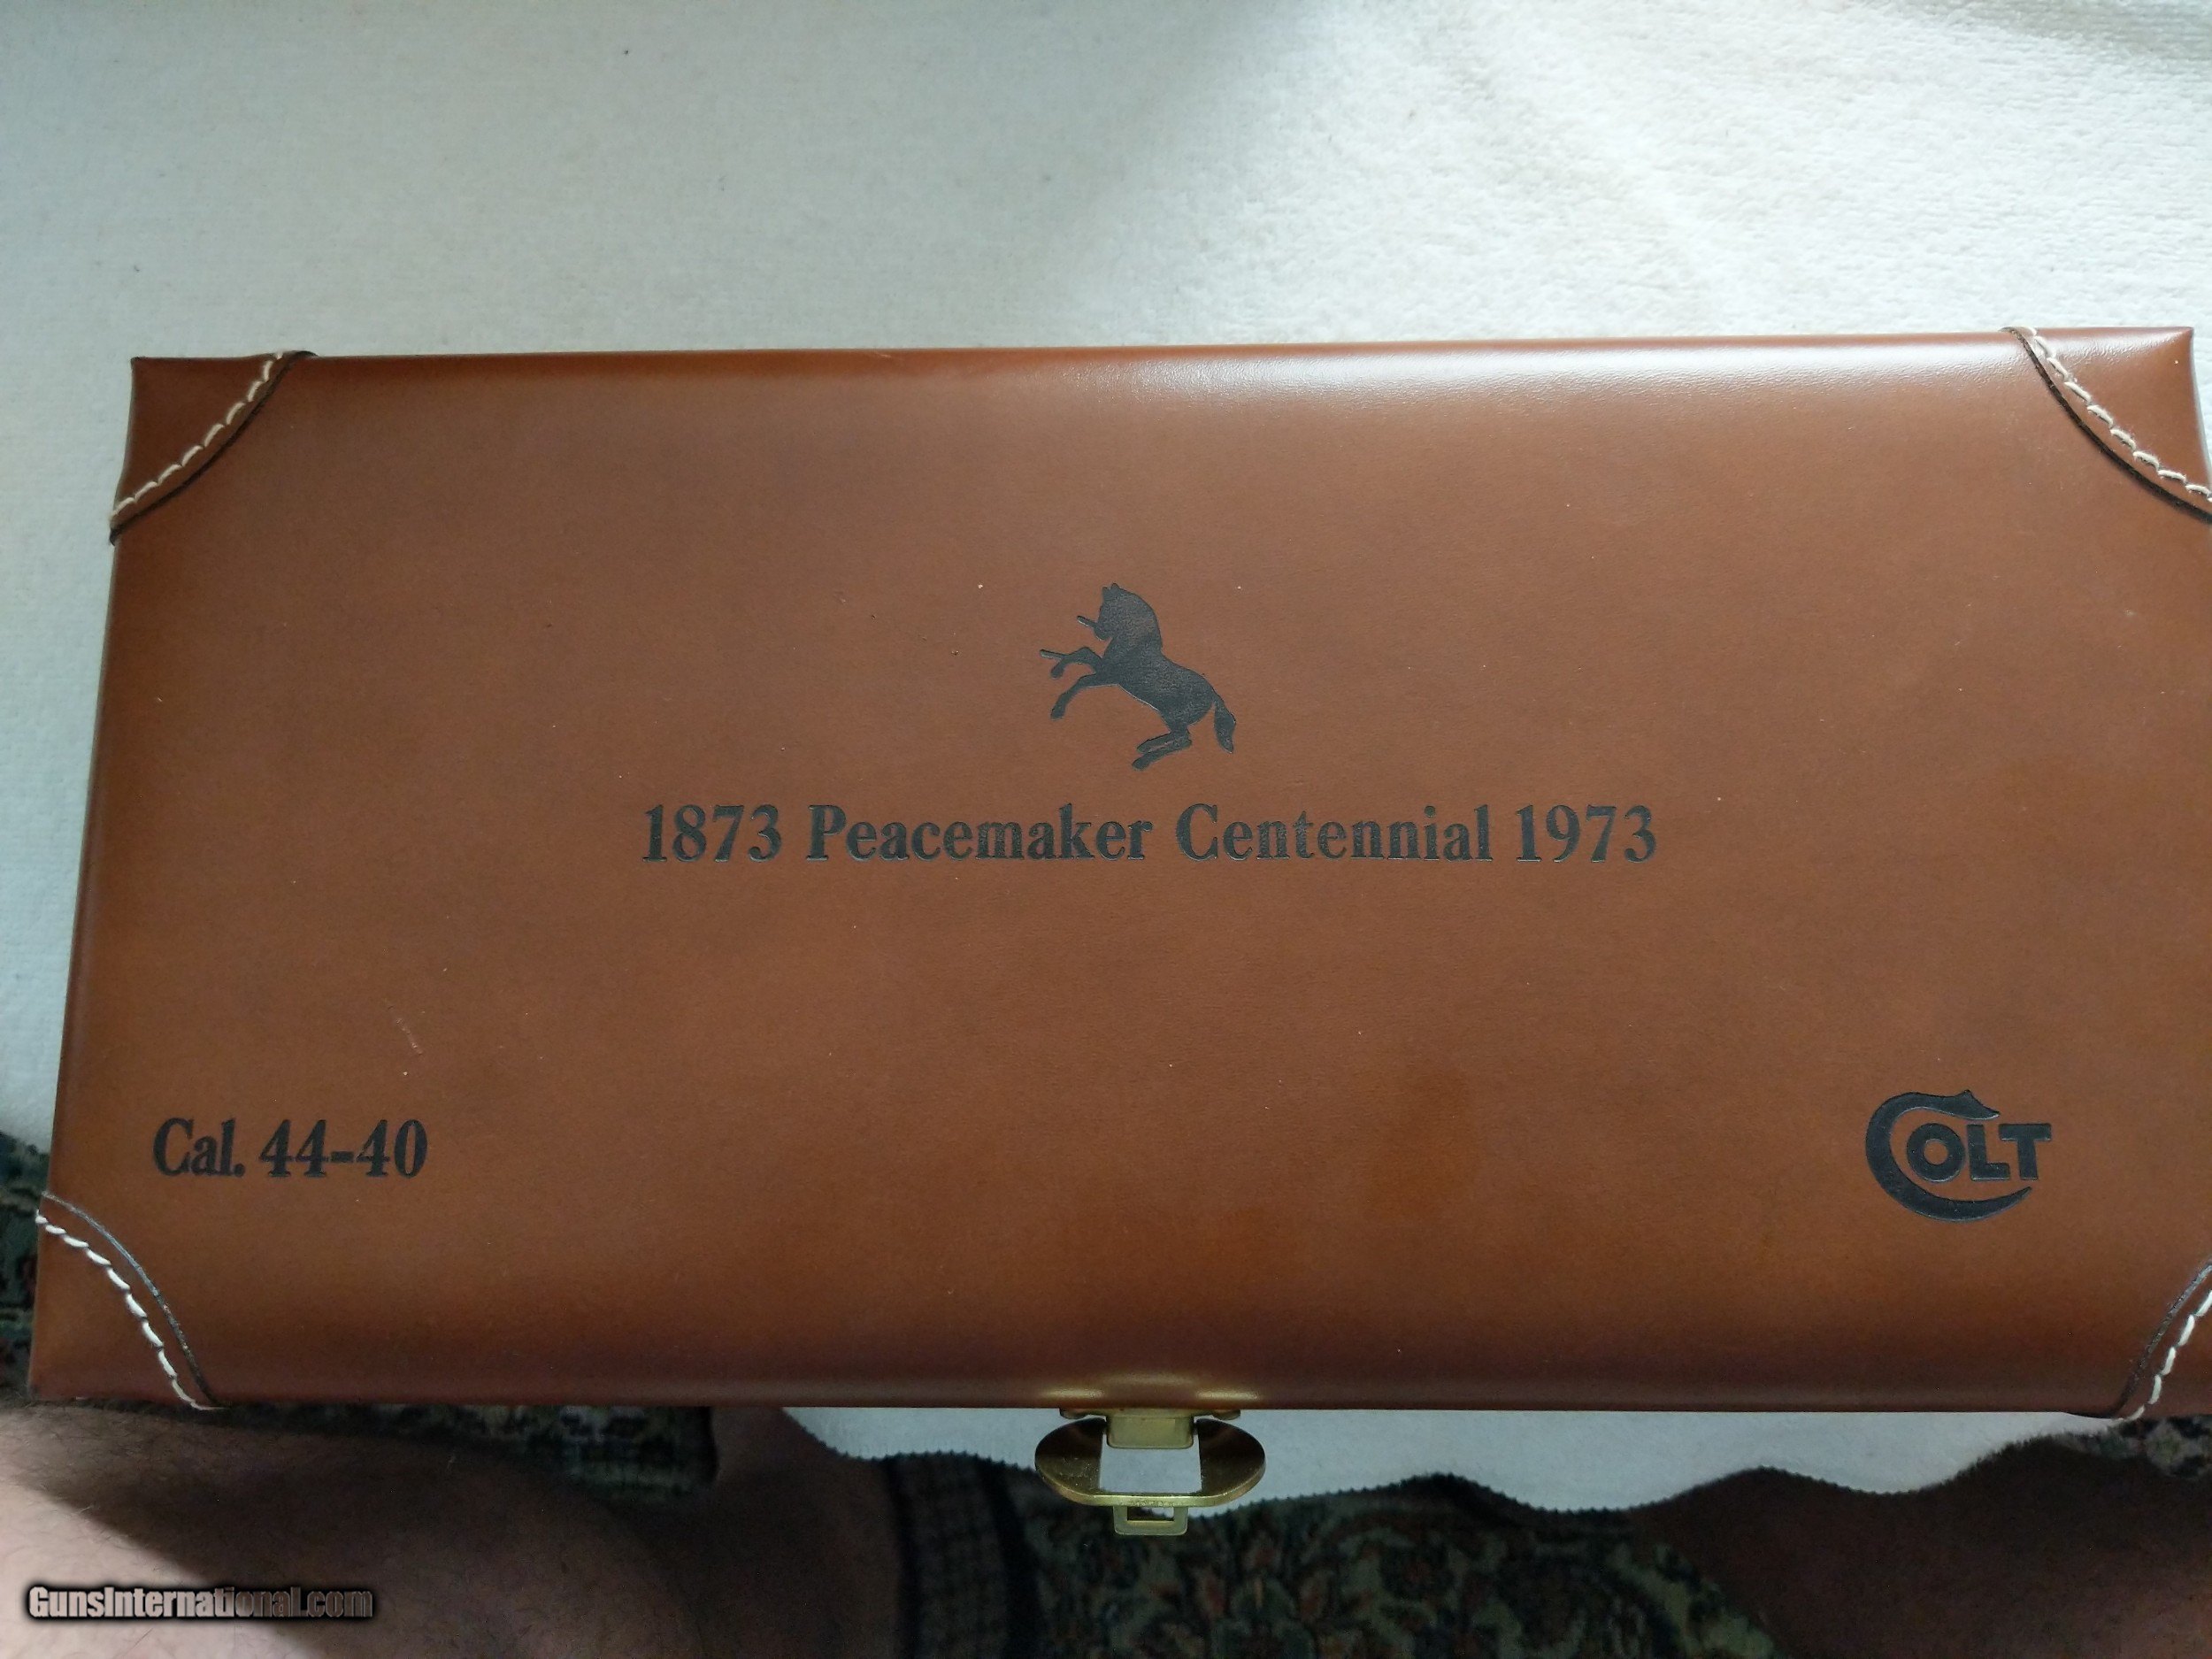 1873 Peacemaker Centennial 1973
Cal. 44-40
COLT
GunsInternational.com